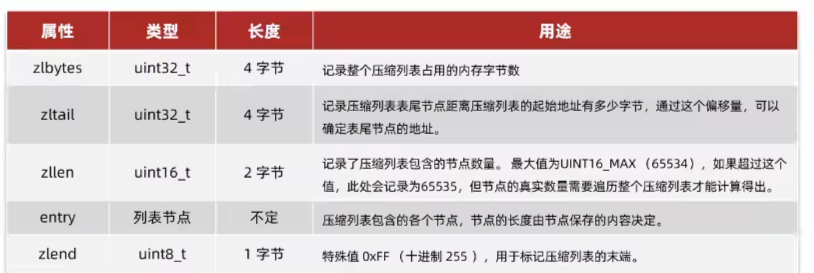 属性 类型 长度 用途
zlbytes uint32_t 4 字节 记录整个压缩列表占用的内存字节数
zltail uint32_t 4 字节 记录压缩列表表尾节点距离压缩列表的起始地址有多少字节，通过这个偏移量，可以
确定表尾节点的地址。
zllen uint16_t 2 字节 记录了压缩列表包含的节点数量。 最大值为UINT16_MAX （65534），如果超过这个
值，此处会记录为65535，但节点的真实数量需要遍历整个压缩列表才能计算得出。
entry 列表节点 不定 压缩列表包含的各个节点，节点的长度由节点保存的内容决定。
zlend uint8_t 1 字节 特殊值 0xFF （十进制 255 ），用于标记压缩列表的末端。